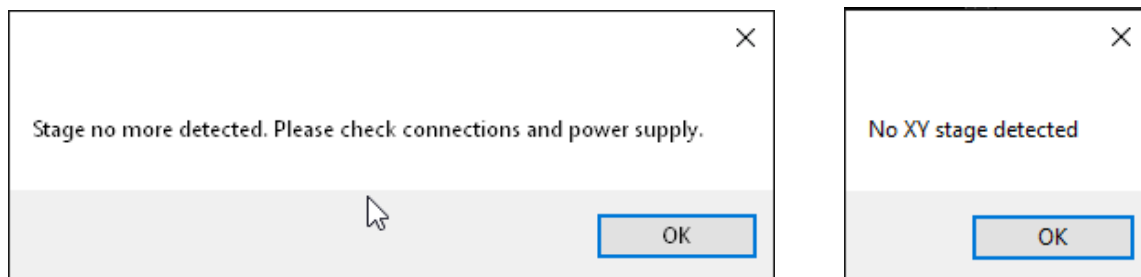 Stage no more detected. Please check connections and power supply.
OK
No XY stage detected
OK